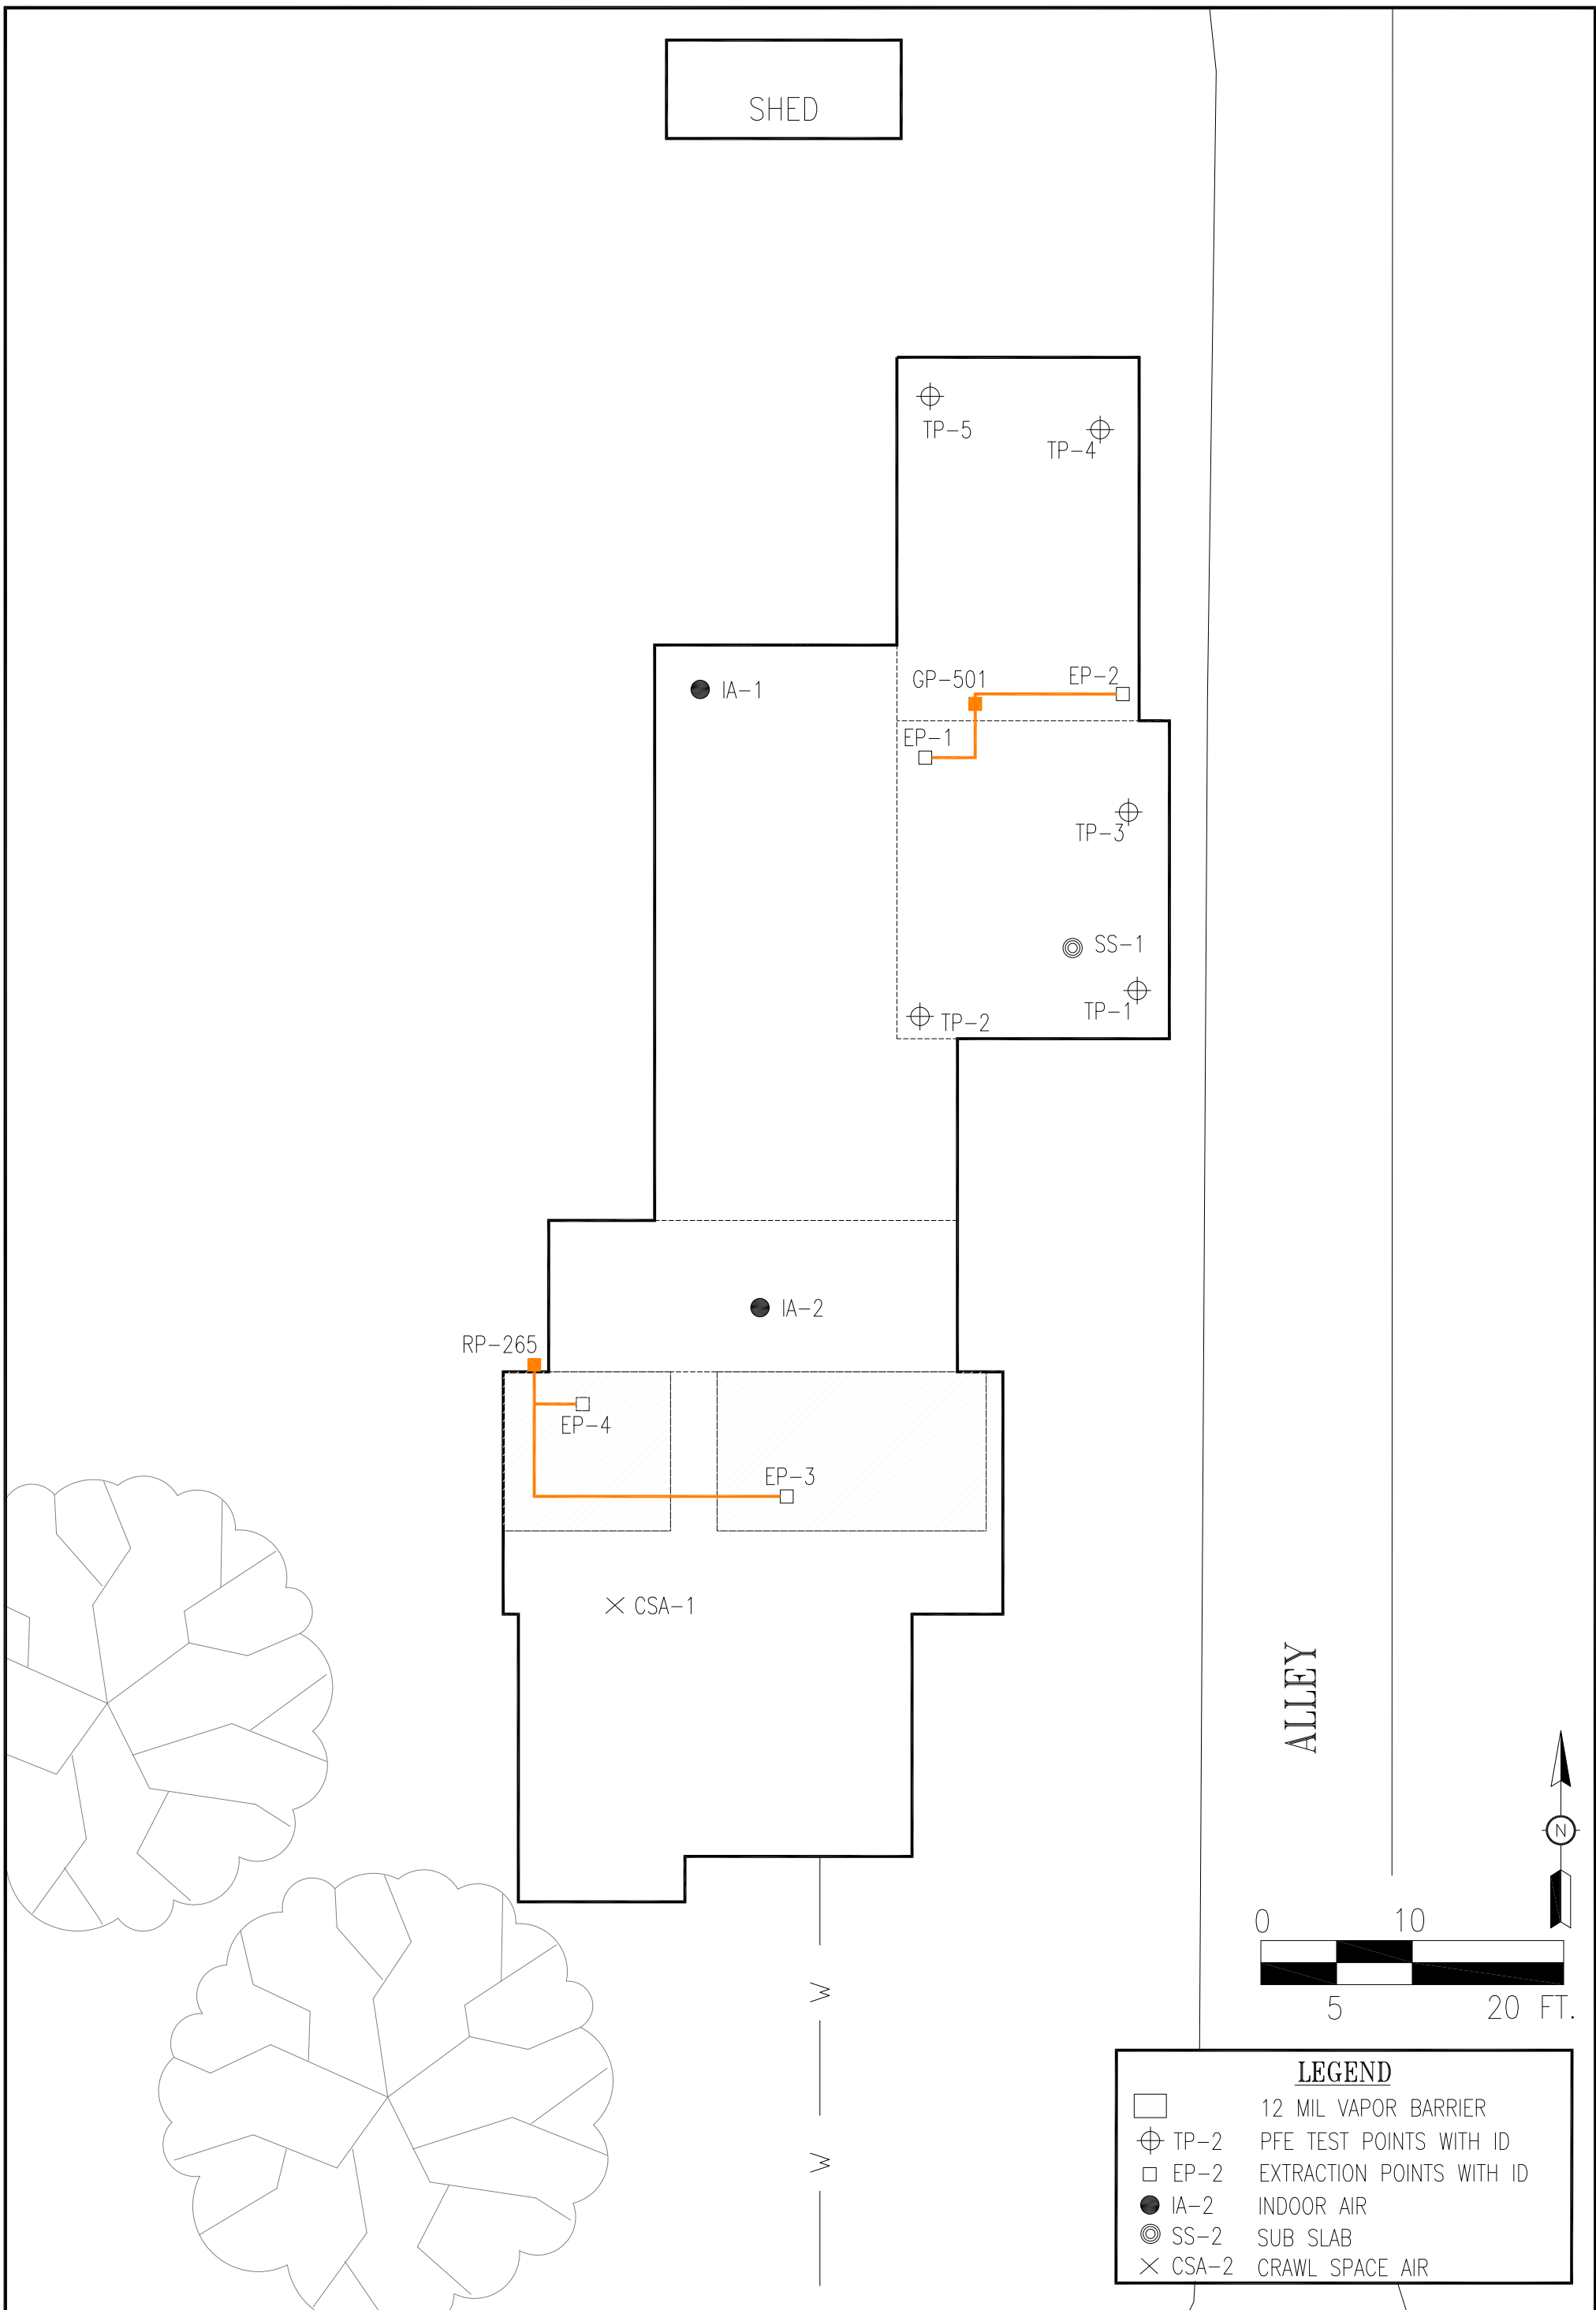 SHED
TP-5
TP-4
GP-501
EP-2
IA-1
EP-1
TP-3
SS-1
TP-1
TP-2
IA-2
RP-265
EP-4
EP-3
CSA-1
ALLEY
N
0 10
5 20 FT.
W
W
LEGEND
12 MIL VAPOR BARRIER
TP-2 PFE TEST POINTS WITH ID
EP-2 EXTRACTION POINTS WITH ID
IA-2 INDOOR AIR
SS-2 SUB SLAB
CSA-2 CRAWL SPACE AIR